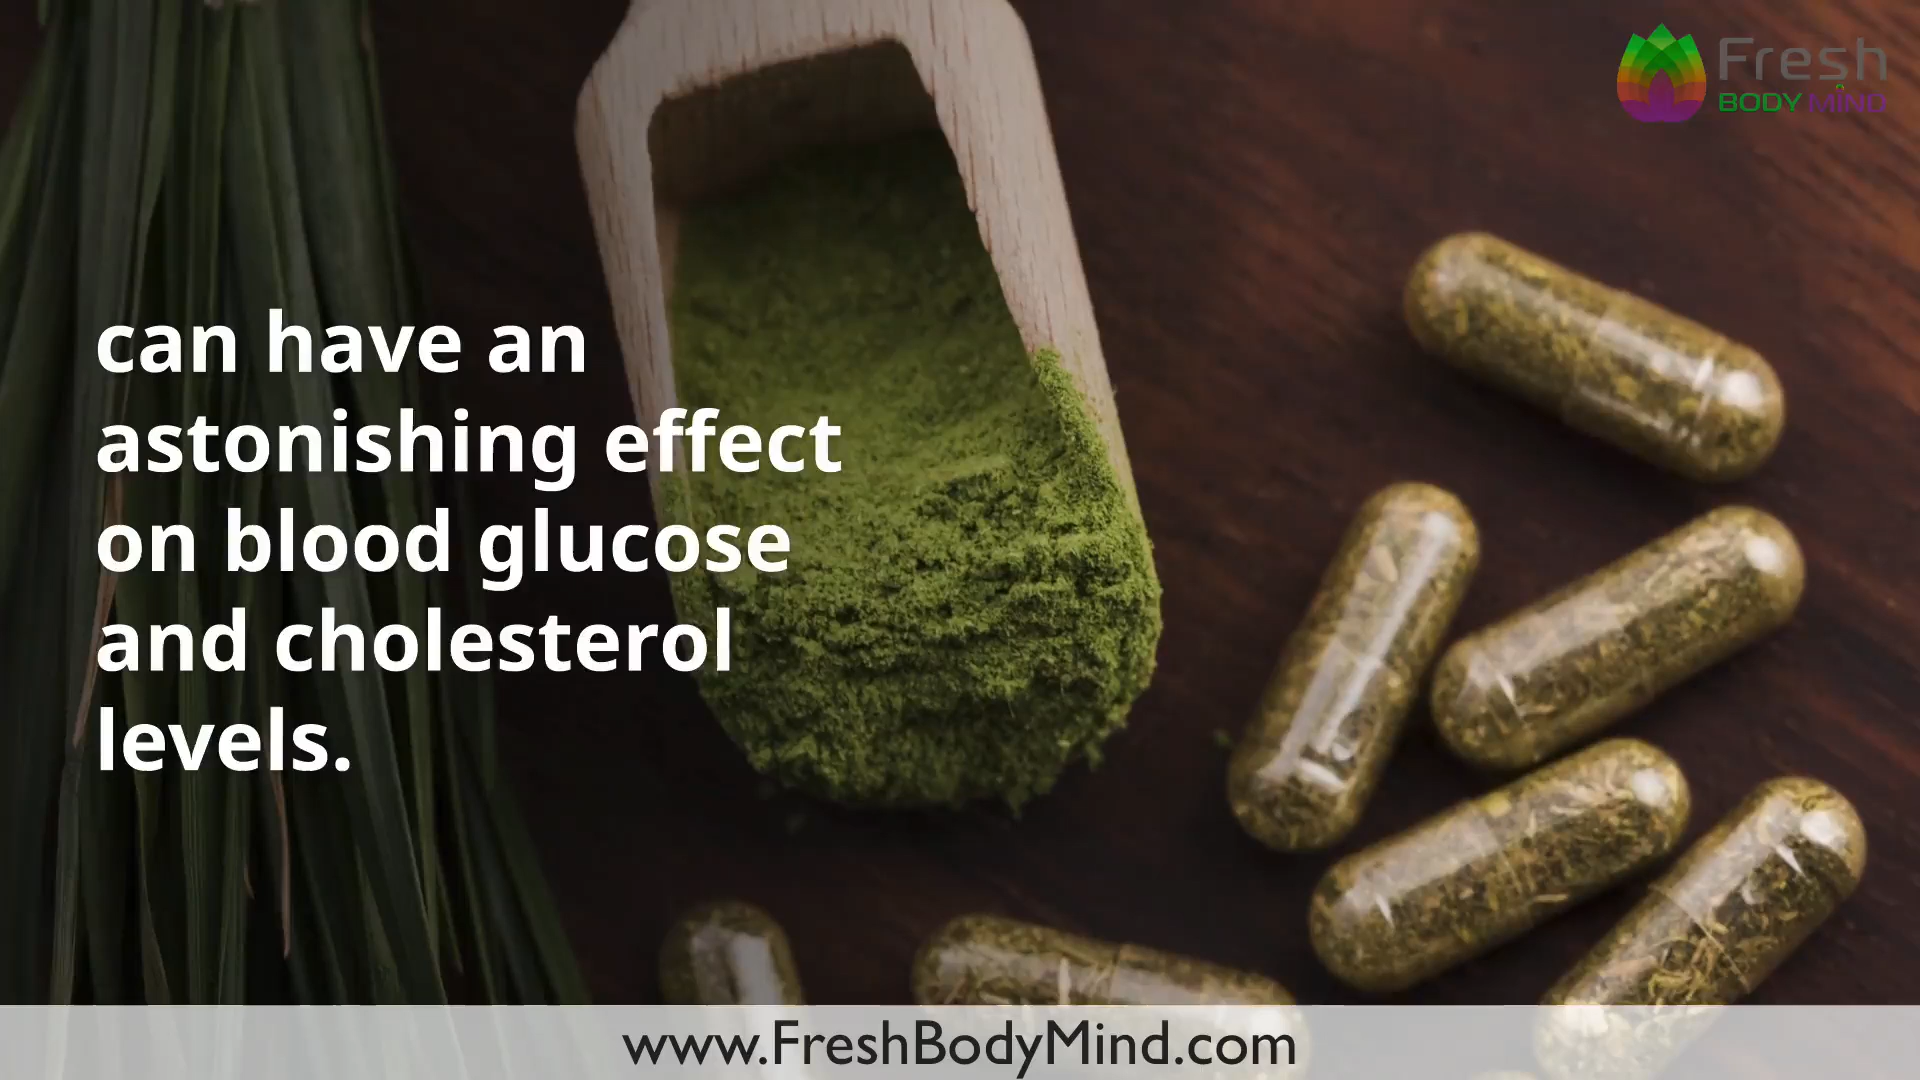 Fresh
BODY MIND
can have an
astonishing effect
on blood glucose
and cholesterol
levels.
www.FreshBodyMind.com